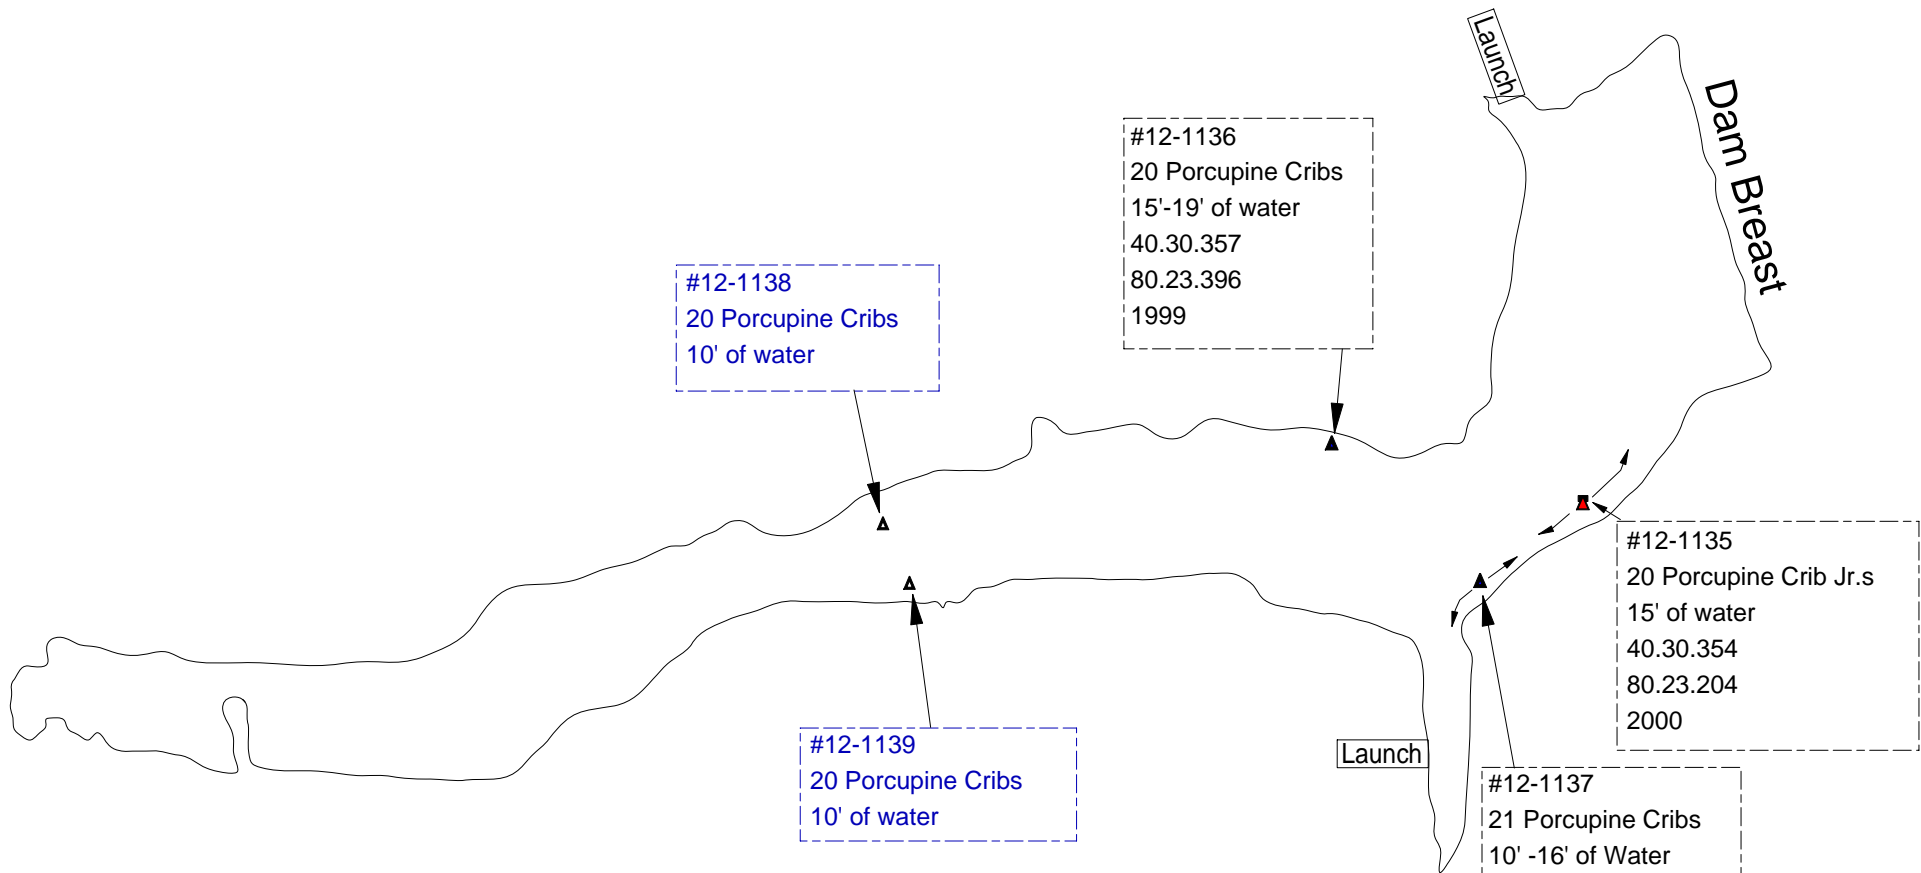 Launch
Dam Breast
#12-1136
20 Porcupine Cribs
15'-19' of water
40.30.357
80.23.396
1999
#12-1138
20 Porcupine Cribs
10' of water
#12-1135
20 Porcupine Crib Jr.s
15' of water
40.30.354
80.23.204
2000
#12-1139
20 Porcupine Cribs
10' of water
Launch
#12-1137
21 Porcupine Cribs
10' -16' of Water